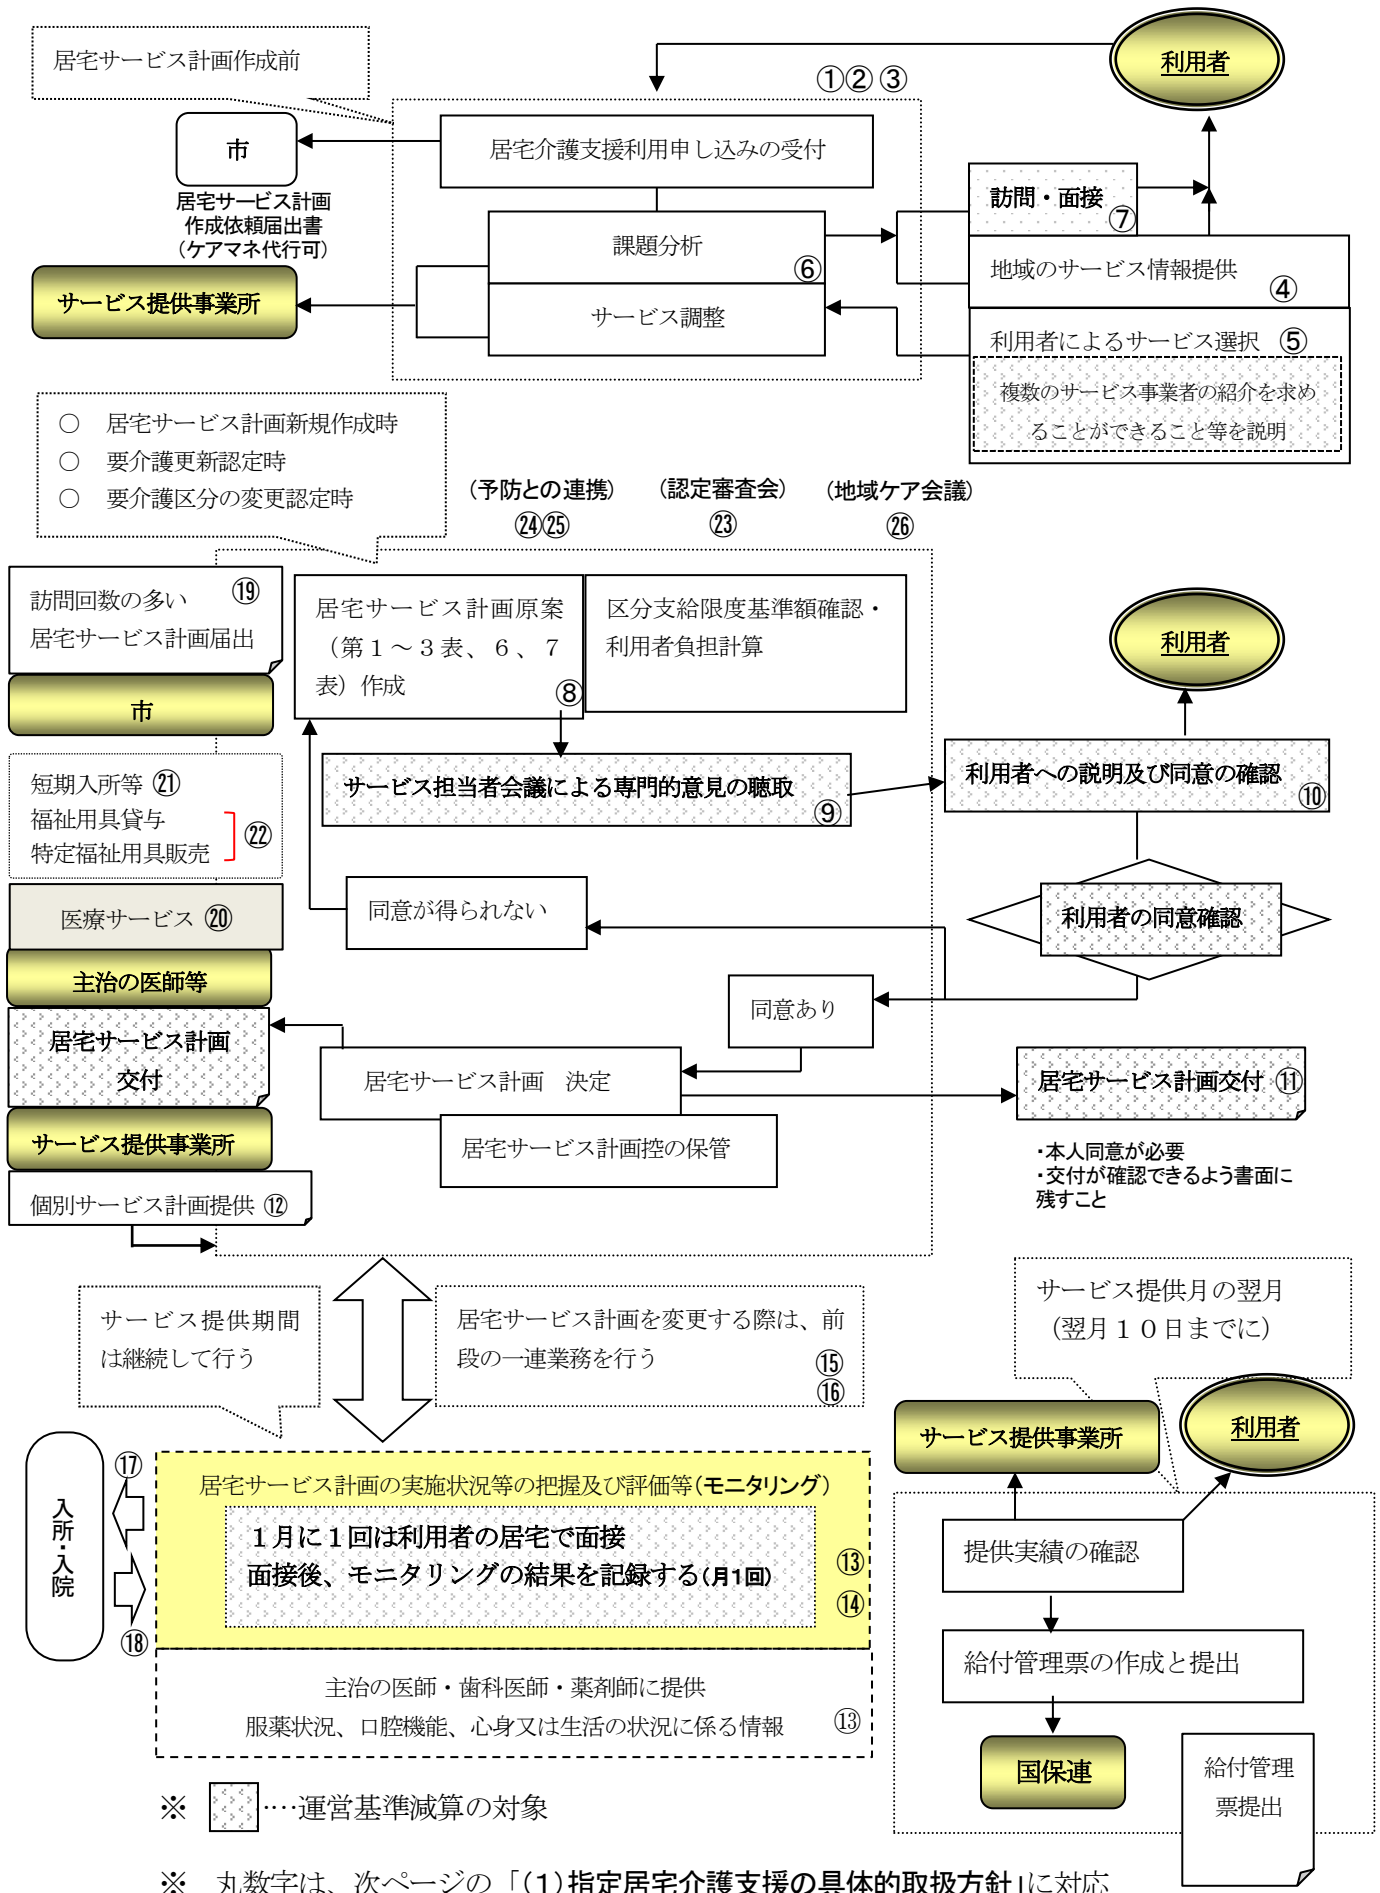 居宅サービス計画作成前
利用者
①② ③
市
居宅介護支援利用申し込みの受付
居宅サービス計画
作成依頼届出書
（ケアマネ代行可）
訪問・面接
⑦
課題分析
⑥
地域のサービス情報提供
④
サービス提供事業所
サービス調整
利用者によるサービス選択 ⑤
複数のサービス事業者の紹介を求め
ることができること等を説明
○ 居宅サービス計画新規作成時
○ 要介護更新認定時
○ 要介護区分の変更認定時
（予防との連携） （認定審査会） （地域ケア会議）
㉔㉕ ㉓ ㉖
訪問回数の多い ⑲
居宅サービス計画届出
市
居宅サービス計画原案
（第１～３表、６、７
表）作成
⑧
区分支給限度基準額確認・
利用者負担計算
利用者
短期入所等 ㉑
福祉用具貸与
特定福祉用具販売
㉒
サービス担当者会議による専門的意見の聴取
⑨
利用者への説明及び同意の確認
⑩
医療サービス ⑳
同意が得られない
利用者の同意確認
主治の医師等
同意あり
居宅サービス計画
交付
居宅サービス計画　決定
居宅サービス計画交付 ⑪
サービス提供事業所
居宅サービス計画控の保管
・本人同意が必要
・交付が確認できるよう書面に
残すこと
個別サービス計画提供 ⑫
サービス提供期間
は継続して行う
居宅サービス計画を変更する際は、前
段の一連業務を行う
⑮
⑯
サービス提供月の翌月
（翌月１０日までに）
サービス提供事業所
利用者
入所・入院
⑰
⑱
居宅サービス計画の実施状況等の把握及び評価等（モニタリング）
１月に１回は利用者の居宅で面接
面接後、モニタリングの結果を記録する（月１回）
⑬
⑭
主治の医師・歯科医師・薬剤師に提供
服薬状況、口腔機能、心身又は生活の状況に係る情報
⑬
提供実績の確認
給付管理票の作成と提出
国保連
給付管理
票提出
※ ‥‥運営基準減算の対象
※ 丸数字は、次ページの「（１）指定居宅介護支援の具体的取扱方針」に対応